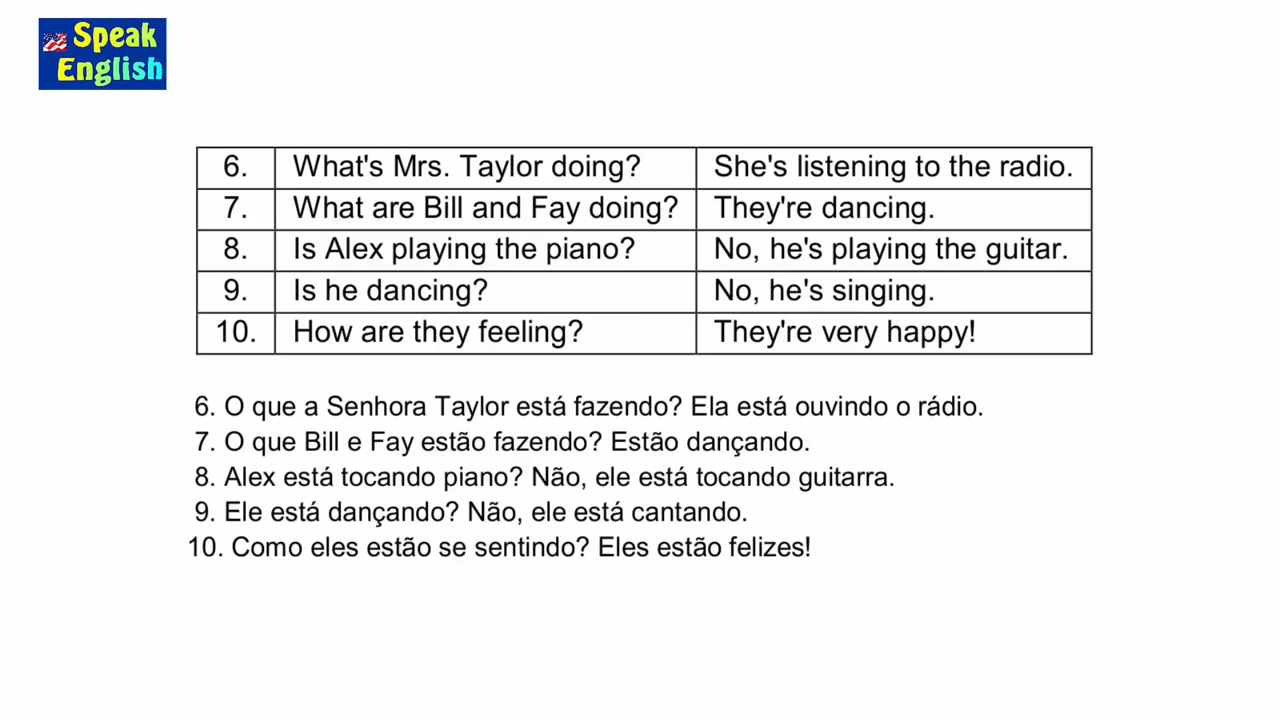 Speak
English
6. What's Mrs. Taylor doing? She's listening to the radio.
7. What are Bill and Fay doing? They're dancing.
8. Is Alex playing the piano? No, he's playing the guitar.
9. Is he dancing? No, he's singing.
10. How are they feeling? They're very happy!
6. O que a Senhora Taylor está fazendo? Ela está ouvindo o rádio.
7. O que Bill e Fay estão fazendo? Estão dançando.
8. Alex está tocando piano? Não, ele está tocando guitarra.
9. Ele está dançando? Não, ele está cantando.
10. Como eles estão se sentindo? Eles estão felizes!